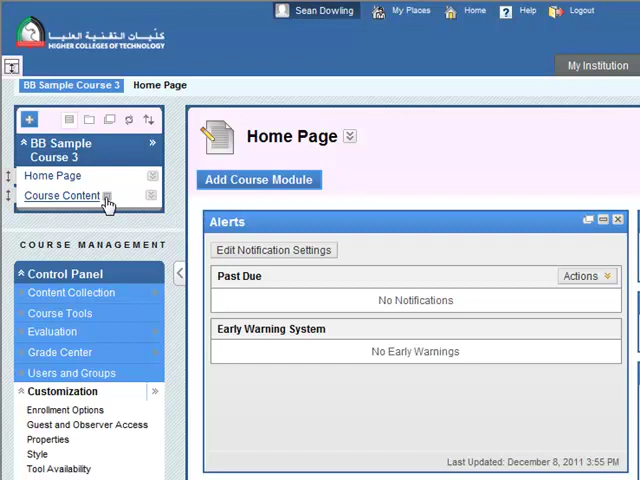 Sean Dowling
My Places
Home
Help
Logout
كليات التقنية العليا
HIGHER COLLEGES OF TECHNOLOGY
My Institution
BB Sample Course 3
Home Page
BB Sample
Course 3
Home Page
Course Content
COURSE MANAGEMENT
Control Panel
Content Collection
Course Tools
Evaluation
Grade Center
Users and Groups
Customization
Enrollment Options
Guest and Observer Access
Properties
Style
Tool Availability
Home Page
Add Course Module
Alerts
Edit Notification Settings
Past Due
Actions
No Notifications
Early Warning System
No Early Warnings
Last Updated: December 8, 2011 3:55 PM